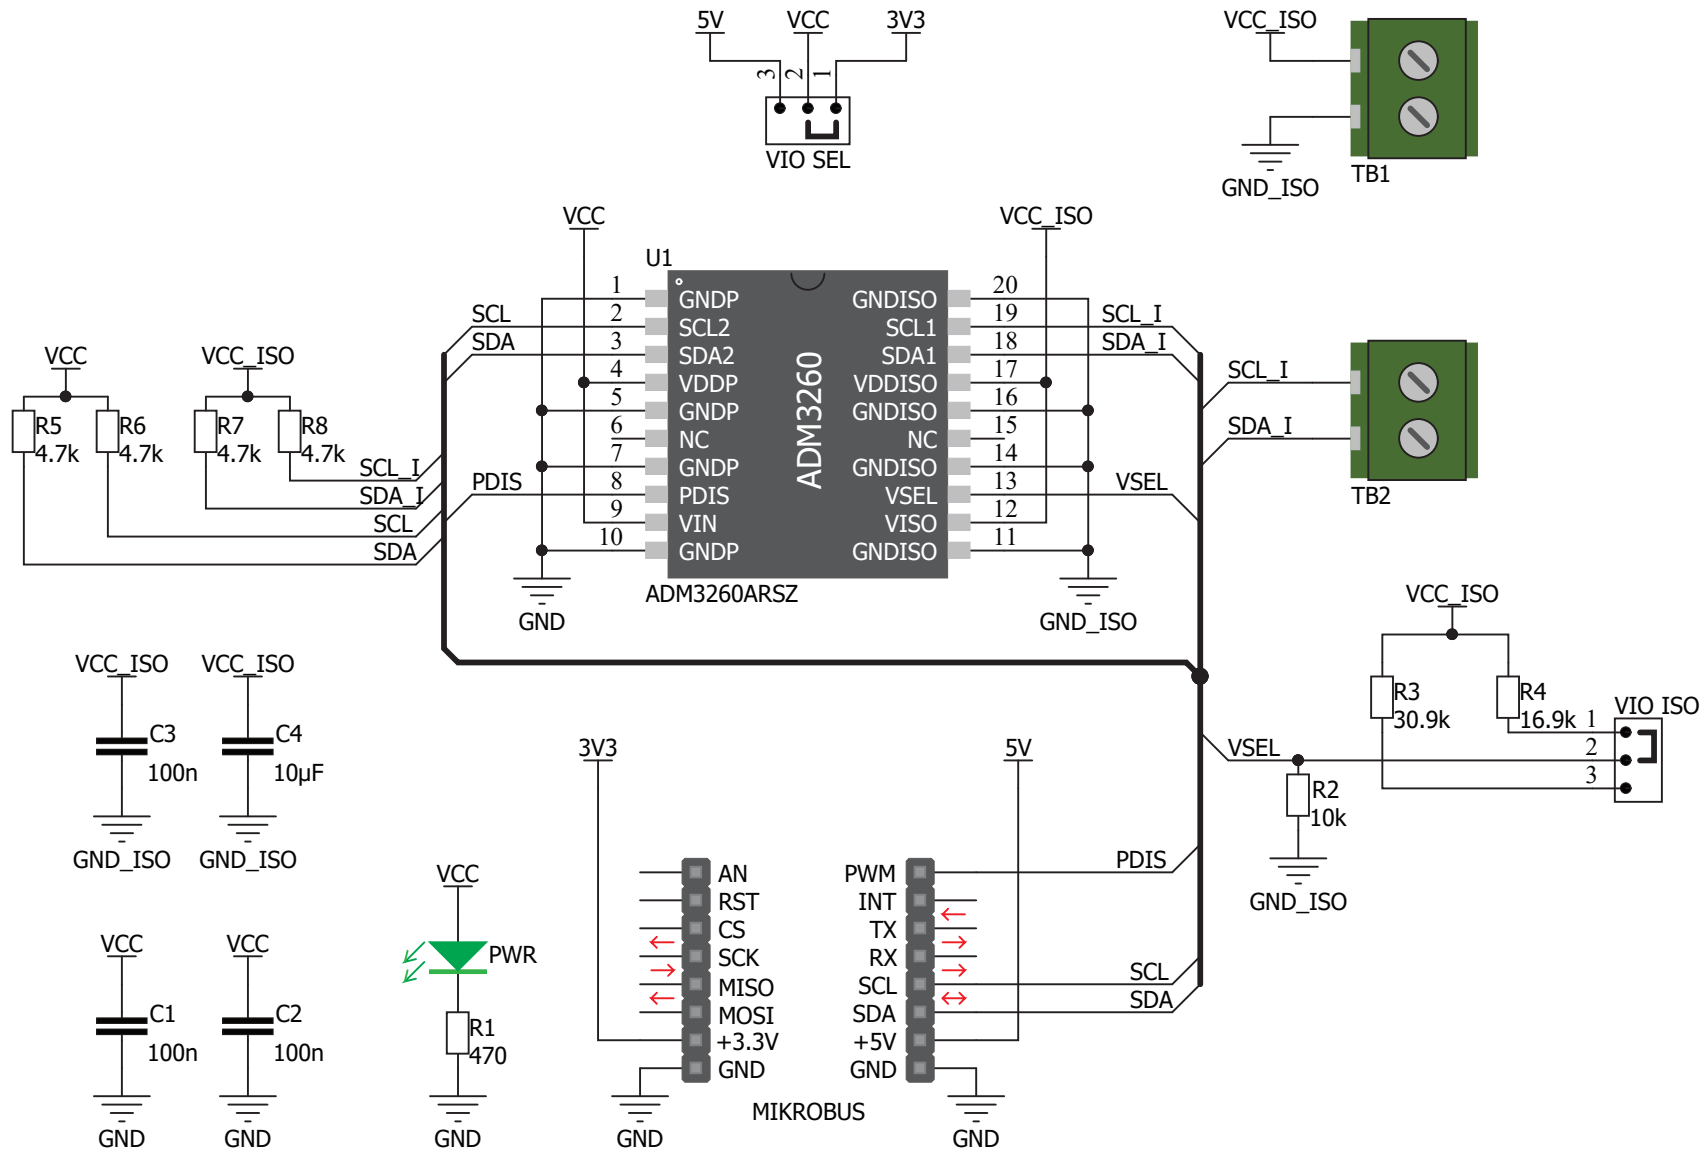 5V VCC 3V3
3 2 1
VIO SEL
VCC_ISO
GND_ISO
TB1
VCC
VCC_ISO
U1
ADM3260
1 GNDP
2 SCL2
3 SDA2
4 VDDP
5 GNDP
6 NC
7 GNDP
8 PDIS
9 VIN
10 GNDP
GNDISO 20
SCL1 19
SDA1 18
VDDISO 17
GNDISO 16
NC 15
GNDISO 14
VSEL 13
VISO 12
GNDISO 11
ADM3260ARSZ
SCL
SDA
PDIS
GND
SCL_I
SDA_I
VSEL
GND_ISO
SCL_I
SDA_I
TB2
VCC
VCC_ISO
R5
4.7k
R6
4.7k
R7
4.7k
R8
4.7k
SCL_I
SDA_I
SCL
SDA
VCC_ISO
C3
100n
GND_ISO
VCC_ISO
C4
10µF
GND_ISO
VCC_ISO
R3
30.9k
R4
16.9k
VIO ISO
1
2
3
VSEL
R2
10k
GND_ISO
VCC
C1
100n
GND
VCC
C2
100n
GND
VCC
PWR
R1
470
GND
3V3
5V
AN
RST
CS
SCK
MISO
MOSI
+3.3V
GND
PWM
INT
TX
RX
SCL
SDA
+5V
GND
PDIS
SCL
SDA
MIKROBUS
GND
GND